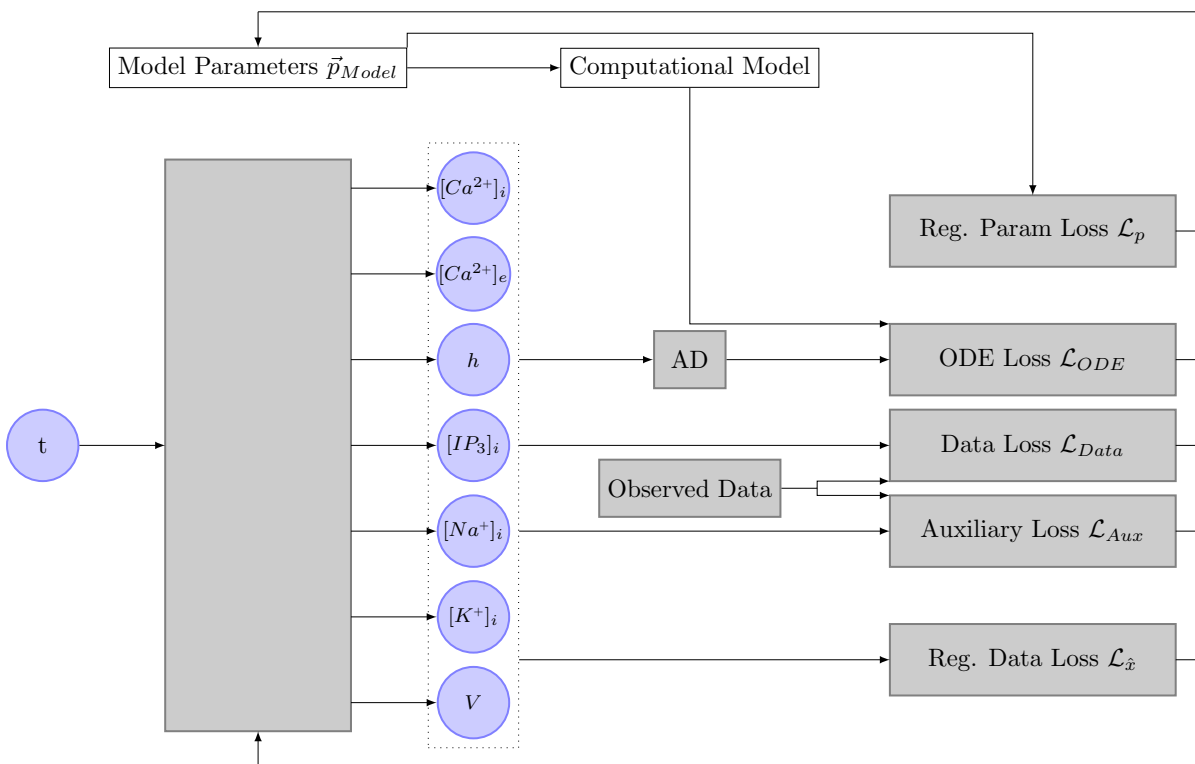 Model Parameters $\vec{p}_{Model}$
Computational Model
$[Ca^{2+}]_i$
Reg. Param Loss $\mathcal{L}_p$
$[Ca^{2+}]_e$
$h$
AD
ODE Loss $\mathcal{L}_{ODE}$
t
$[IP_3]_i$
Data Loss $\mathcal{L}_{Data}$
Observed Data
$[Na^+]_i$
Auxiliary Loss $\mathcal{L}_{Aux}$
$[K^+]_i$
Reg. Data Loss $\mathcal{L}_{\hat{x}}$
$V$